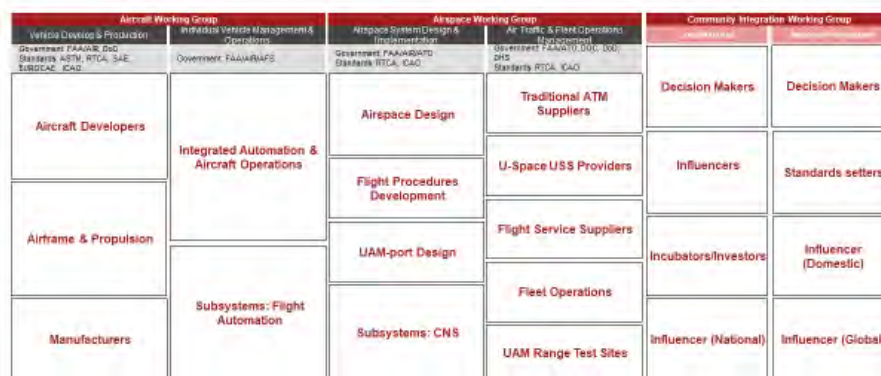 Aircraft Working Group
Airspace Working Group
Community Integration Working Group
Vehicle Develop & Production
Individual Vehicle Management &
Operations
Airspace System Design &
Implementation
Air Traffic & Fleet Operations
Management
Government: FAA/AIR, DoD
Standards: ASTM, RTCA, SAE,
EUROCAE, ICAO
Government: FAA/AIR/AFS
Government: FAA/AIR/ATO
Standards: RTCA, ICAO
Government: FAA/ATO, DOC, DoD,
DHS
Standards: RTCA, ICAO
Aircraft Developers
Airframe & Propulsion
Manufacturers
Integrated Automation &
Aircraft Operations
Subsystems: Flight
Automation
Airspace Design
Flight Procedures
Development
UAM-port Design
Subsystems: CNS
Traditional ATM
Suppliers
U-Space USS Providers
Flight Service Suppliers
Fleet Operations
UAM Range Test Sites
Decision Makers
Influencers
Incubators/Investors
Influencer (National)
Decision Makers
Standards setters
Influencer
(Domestic)
Influencer (Global